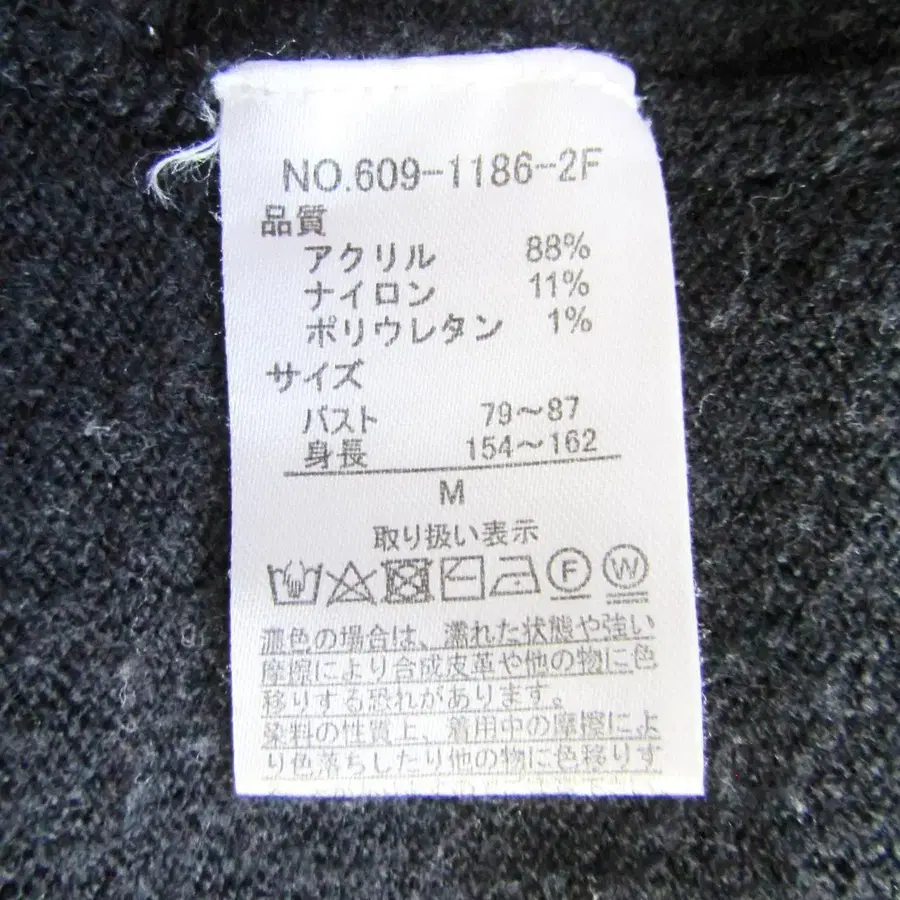 NO.609-1186-2F
品質
アクリル 88%
ナイロン 11%
ポリウレタン 1%
サイズ
バスト 79～87
身長 154～162
M
取り扱い表示
F W
濃色の場合は、濡れた状態や強い
摩擦により合成皮革や他の物に色
移りする恐れがあります。
染料の性質上、着用中の摩擦によ
り色落ちしたり他の物に色移りす